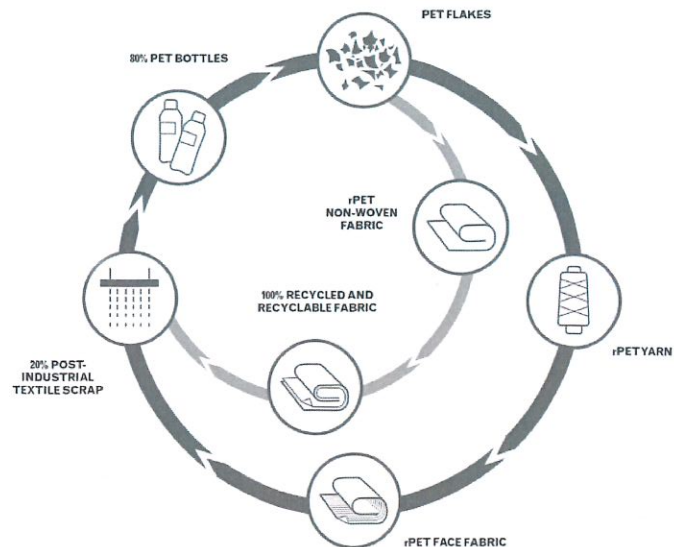 PET FLAKES
80% PET BOTTLES
rPET
NON-WOVEN
FABRIC
100% RECYCLED AND
RECYCLABLE FABRIC
rPET YARN
20% POST-
INDUSTRIAL
TEXTILE SCRAP
rPET FACE FABRIC